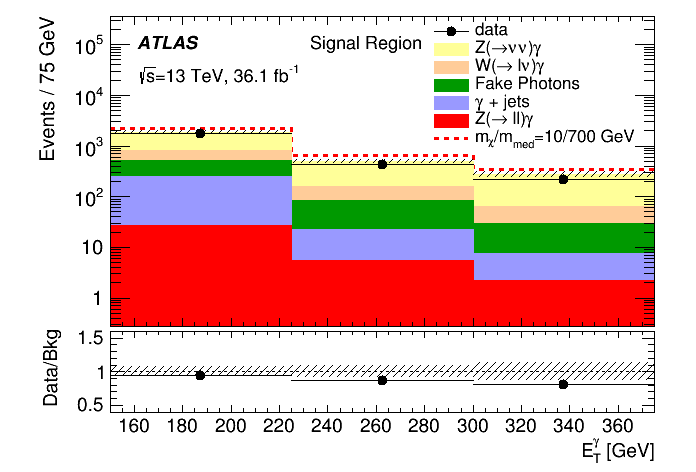 Events / 75 GeV
10⁵
10⁴
10³
10²
10
1
ATLAS
√s=13 TeV, 36.1 fb⁻¹
Signal Region
data
Z(→νν)γ
W(→ lν)γ
Fake Photons
γ + jets
Z(→ ll)γ
mχ/mmed=10/700 GeV
Data/Bkg
1.5
1
0.5
160 180 200 220 240 260 280 300 320 340 360
E_T^γ [GeV]